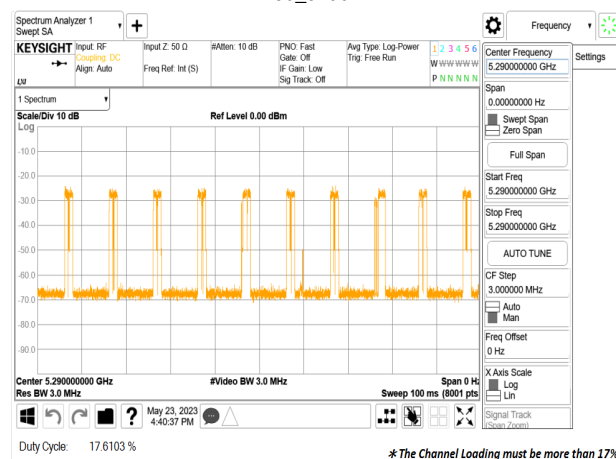 Spectrum Analyzer 1
Swept SA
Frequency
KEYSIGHT
Input: RF
Coupling: DC
Align: Auto
Input Z: 50 Ω
Freq Ref: Int (S)
#Atten: 10 dB
PNO: Fast
Gate: Off
IF Gain: Low
Sig Track: Off
Avg Type: Log-Power
Trig: Free Run
1 2 3 4 5 6
W W W W W W
P N N N N N
Center Frequency
5.290000000 GHz
Settings
Span
0.00000000 Hz
Swept Span
Zero Span
Full Span
Start Freq
5.290000000 GHz
Stop Freq
5.290000000 GHz
AUTO TUNE
CF Step
3.000000 MHz
Auto
Man
Freq Offset
0 Hz
X Axis Scale
Log
Lin
Signal Track
(Span Zoom)
1 Spectrum
Scale/Div 10 dB
Ref Level 0.00 dBm
Log
-10.0
-20.0
-30.0
-40.0
-50.0
-60.0
-70.0
-80.0
-90.0
Center 5.290000000 GHz
Res BW 3.0 MHz
#Video BW 3.0 MHz
Span 0 Hz
Sweep 100 ms (8001 pts
May 23, 2023
4:40:37 PM
Duty Cycle: 17.6103 %
* The Channel Loading must be more than 17%